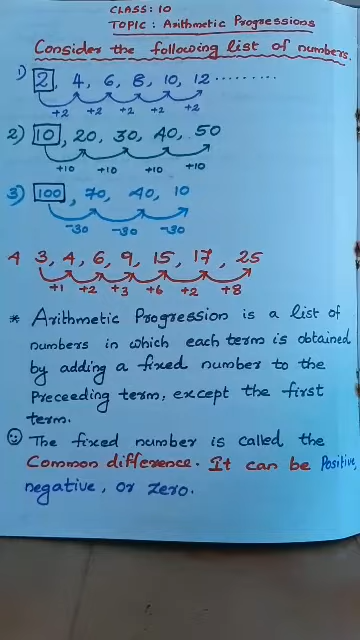 CLASS: 10
TOPIC: Arithmetic Progressions
Consider the following list of numbers.
1) 2, 4, 6, 8, 10, 12 .........
+2 +2 +2 +2 +2
2) 10, 20, 30, 40, 50
+10 +10 +10 +10
3) 100, 70, 40, 10
-30 -30 -30
4 3, 4, 6, 9, 15, 17, 25
+1 +2 +3 +6 +2 +8
* Arithmetic Progression is a list of
numbers in which each term is obtained
by adding a fixed number to the
Preceeding term, except the first
term.
The fixed number is called the
Common difference. It can be Positive,
negative, or zero.